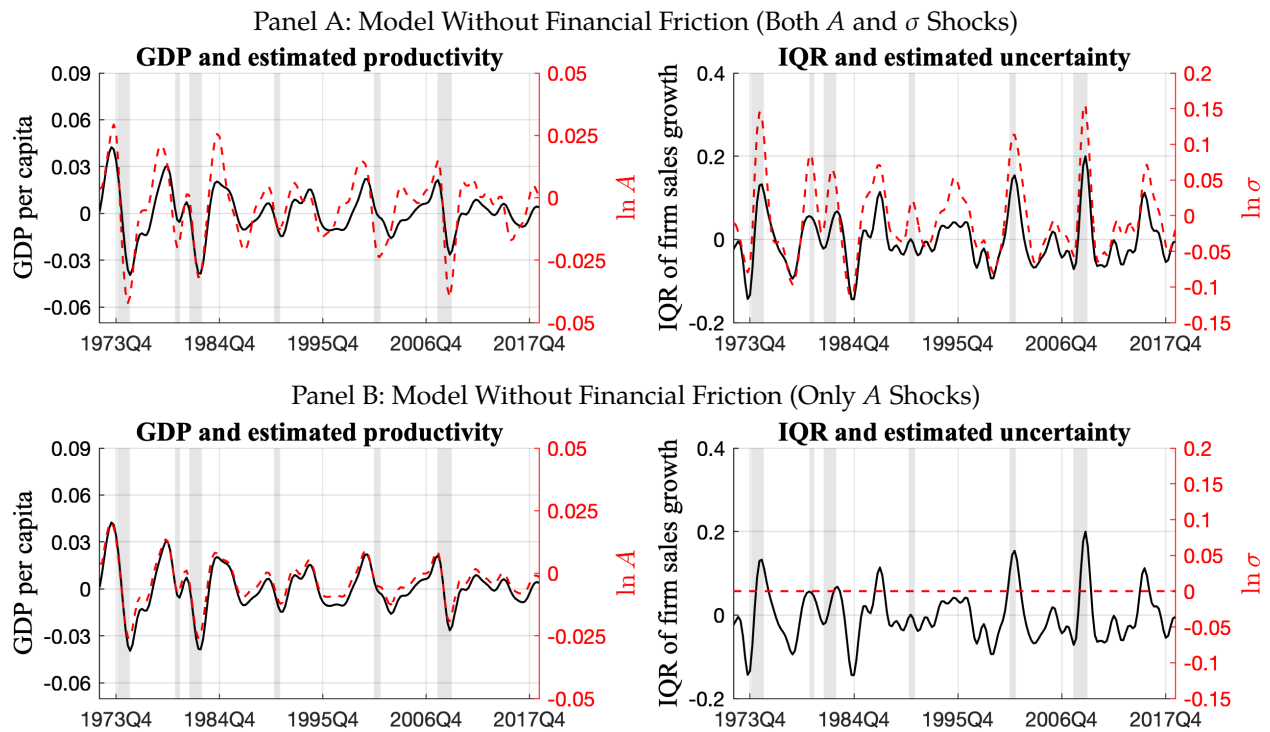 Panel A: Model Without Financial Friction (Both A and σ Shocks)
GDP and estimated productivity
GDP per capita
0.09
0.06
0.03
0
-0.03
-0.06
0.05
0.025
0
-0.025
-0.05
ln A
1973Q4 1984Q4 1995Q4 2006Q4 2017Q4
IQR and estimated uncertainty
IQR of firm sales growth
0.4
0.2
0
-0.2
0.2
0.15
0.1
0.05
0
-0.05
-0.1
-0.15
ln σ
1973Q4 1984Q4 1995Q4 2006Q4 2017Q4
Panel B: Model Without Financial Friction (Only A Shocks)
GDP and estimated productivity
GDP per capita
0.09
0.06
0.03
0
-0.03
-0.06
0.05
0.025
0
-0.025
-0.05
ln A
1973Q4 1984Q4 1995Q4 2006Q4 2017Q4
IQR and estimated uncertainty
IQR of firm sales growth
0.4
0.2
0
-0.2
0.2
0.15
0.1
0.05
0
-0.05
-0.1
-0.15
ln σ
1973Q4 1984Q4 1995Q4 2006Q4 2017Q4